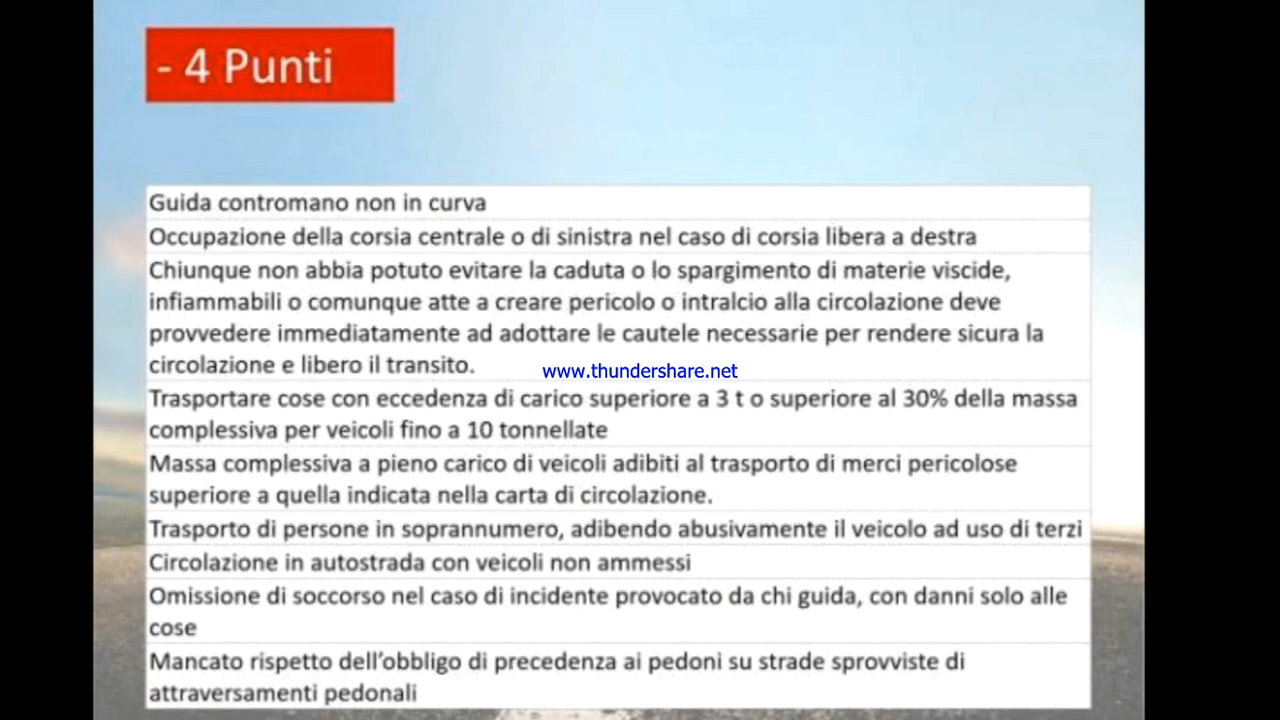 - 4 Punti
Guida contromano non in curva
Occupazione della corsia centrale o di sinistra nel caso di corsia libera a destra
Chiunque non abbia potuto evitare la caduta o lo spargimento di materie viscide,
infiammabili o comunque atte a creare pericolo o intralcio alla circolazione deve
provvedere immediatamente ad adottare le cautele necessarie per rendere sicura la
circolazione e libero il transito.
www.thundershare.net
Trasportare cose con eccedenza di carico superiore a 3 t o superiore al 30% della massa
complessiva per veicoli fino a 10 tonnellate
Massa complessiva a pieno carico di veicoli adibiti al trasporto di merci pericolose
superiore a quella indicata nella carta di circolazione.
Trasporto di persone in soprannumero, adibendo abusivamente il veicolo ad uso di terzi
Circolazione in autostrada con veicoli non ammessi
Omissione di soccorso nel caso di incidente provocato da chi guida, con danni solo alle
cose
Mancato rispetto dell'obbligo di precedenza ai pedoni su strade sprovviste di
attraversamenti pedonali